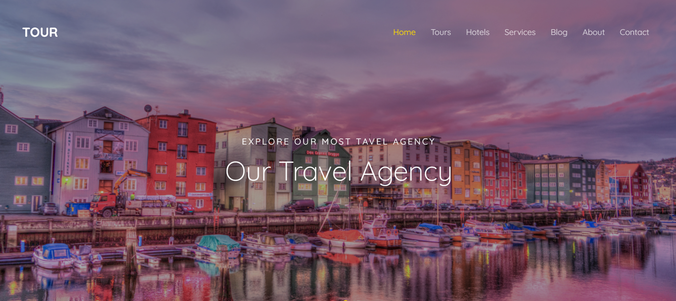 TOUR
Home Tours Hotels Services Blog About Contact
EXPLORE OUR MOST TAVEL AGENCY
Our Travel Agency